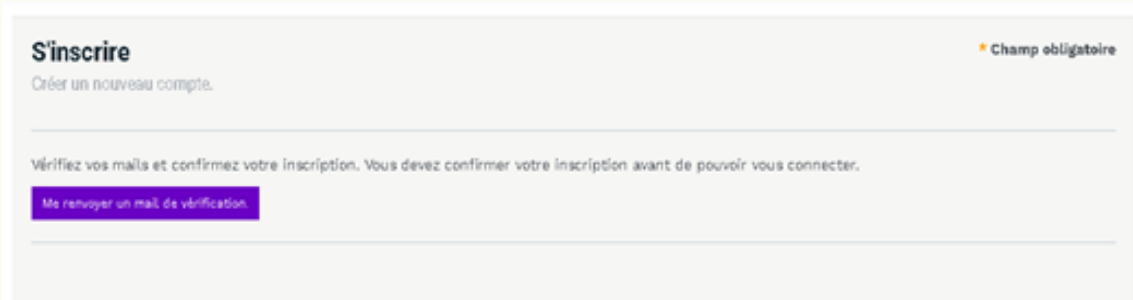 S'inscrire
* Champ obligatoire
Créer un nouveau compte.
Vérifiez vos mails et confirmez votre inscription. Vous devez confirmer votre inscription avant de pouvoir vous connecter.
Me renvoyer un mail de vérification.